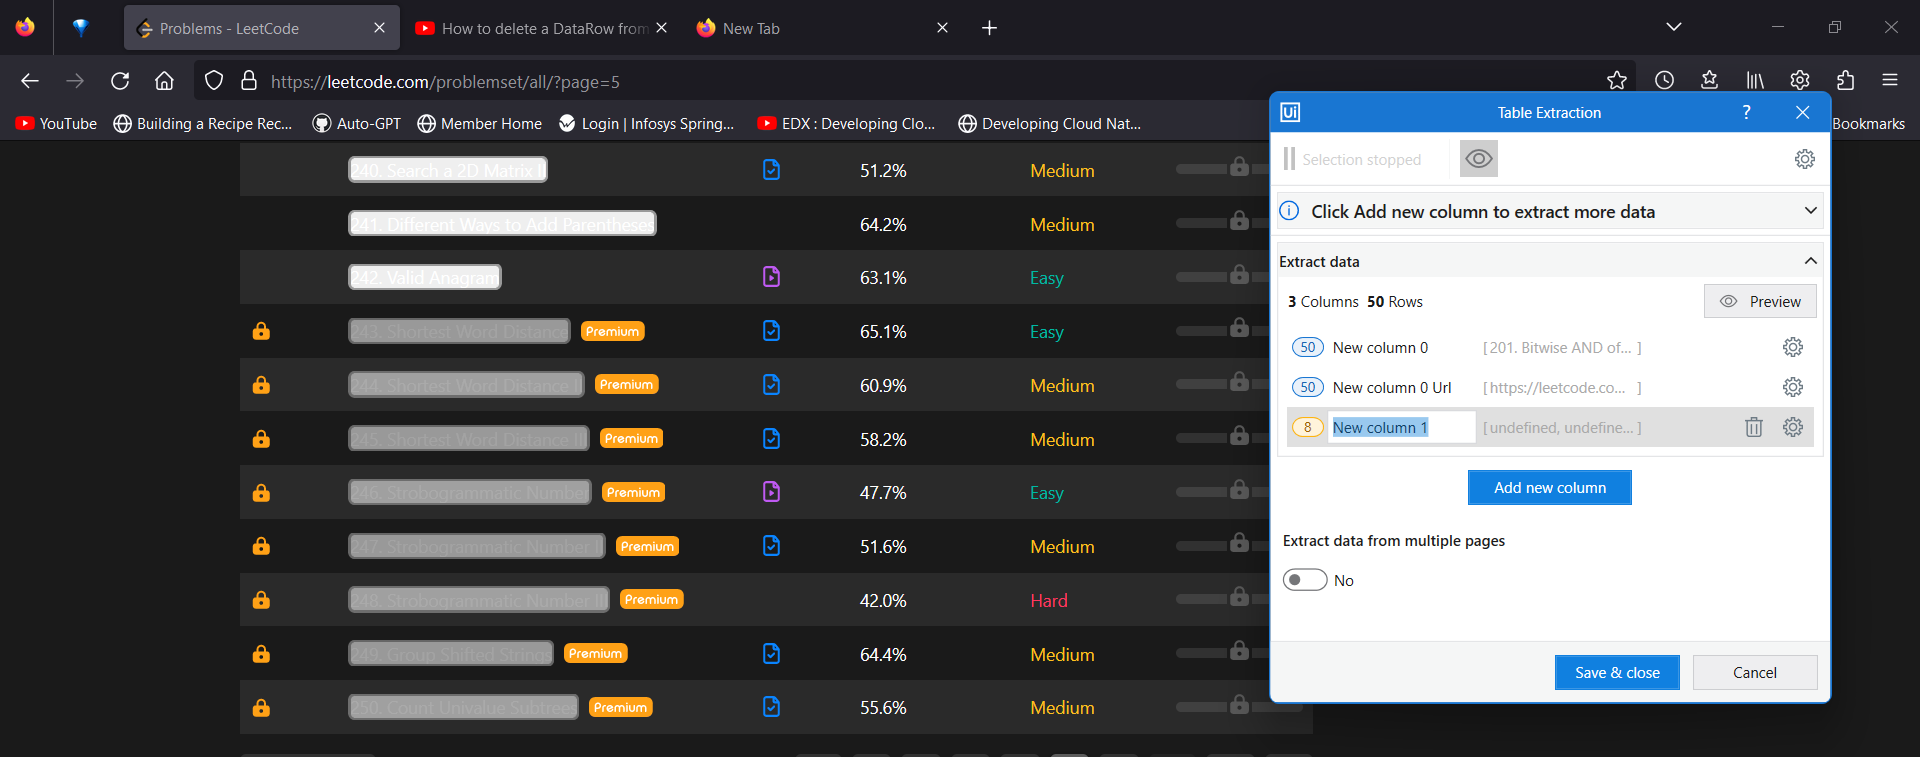 Problems - LeetCode
How to delete a DataRow from
New Tab
https://leetcode.com/problemset/all/?page=5
YouTube
Building a Recipe Rec...
Auto-GPT
Member Home
Login | Infosys Spring...
EDX : Developing Clo...
Developing Cloud Nat...
Bookmarks
240. Search a 2D Matrix II 51.2% Medium
241. Different Ways to Add Parentheses 64.2% Medium
242. Valid Anagram 63.1% Easy
243. Shortest Word Distance Premium 65.1% Easy
244. Shortest Word Distance II Premium 60.9% Medium
245. Shortest Word Distance III Premium 58.2% Medium
246. Strobogrammatic Number Premium 47.7% Easy
247. Strobogrammatic Number II Premium 51.6% Medium
248. Strobogrammatic Number III Premium 42.0% Hard
249. Group Shifted Strings Premium 64.4% Medium
250. Count Univalue Subtrees Premium 55.6% Medium
Ui
Table Extraction
?
Selection stopped
Click Add new column to extract more data
Extract data
3 Columns 50 Rows
Preview
50 New column 0 [ 201. Bitwise AND of... ]
50 New column 0 Url [ https://leetcode.co... ]
8 New column 1 [ undefined, undefine... ]
Add new column
Extract data from multiple pages
No
Save & close
Cancel